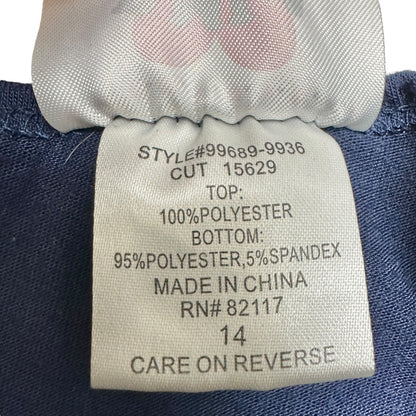 STYLE#99689-9936
CUT 15629
TOP:
100%POLYESTER
BOTTOM:
95%POLYESTER,5%SPANDEX
MADE IN CHINA
RN# 82117
14
CARE ON REVERSE